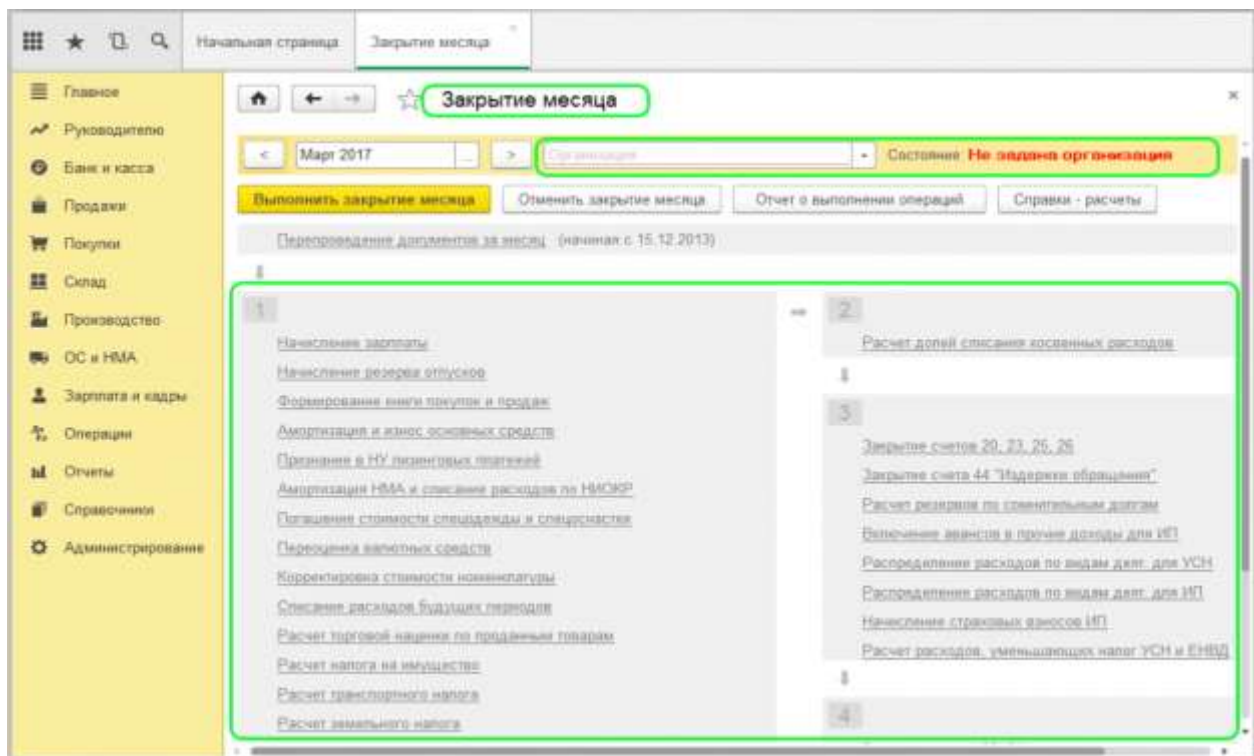 Начальная страница
Закрытие месяца
Главное
Руководителю
Банк и касса
Продажи
Покупки
Склад
Производство
ОС и НМА
Зарплата и кадры
Операции
Отчеты
Справочники
Администрирование
Закрытие месяца
< Март 2017 ... > Организация Состояние: Не задана организация
Выполнить закрытие месяца Отменить закрытие месяца Отчет о выполнении операций Справки - расчеты
Перепроведение документов за месяц (начиная с 15.12.2013)
1
Начисление зарплаты
Начисление резерва отпусков
Формирование книги покупок и продаж
Амортизация и износ основных средств
Признание в НУ лизинговых платежей
Амортизация НМА и списание расходов по НИОКР
Погашение стоимости спецодежды и спецоснастки
Переоценка валютных средств
Корректировка стоимости номенклатуры
Списание расходов будущих периодов
Расчет торговой наценки по проданным товарам
Расчет налога на имущество
Расчет транспортного налога
Расчет земельного налога
2
Расчет долей списания косвенных расходов
3
Закрытие счетов 20, 23, 25, 26
Закрытие счета 44 "Издержки обращения"
Расчет резервов по сомнительным долгам
Включение авансов в прочие доходы для ИП
Распределение расходов по видам деят. для УСН
Распределение расходов по видам деят. для ИП
Начисление страховых взносов ИП
Расчет расходов, уменьшающих налог УСН и ЕНВД
4